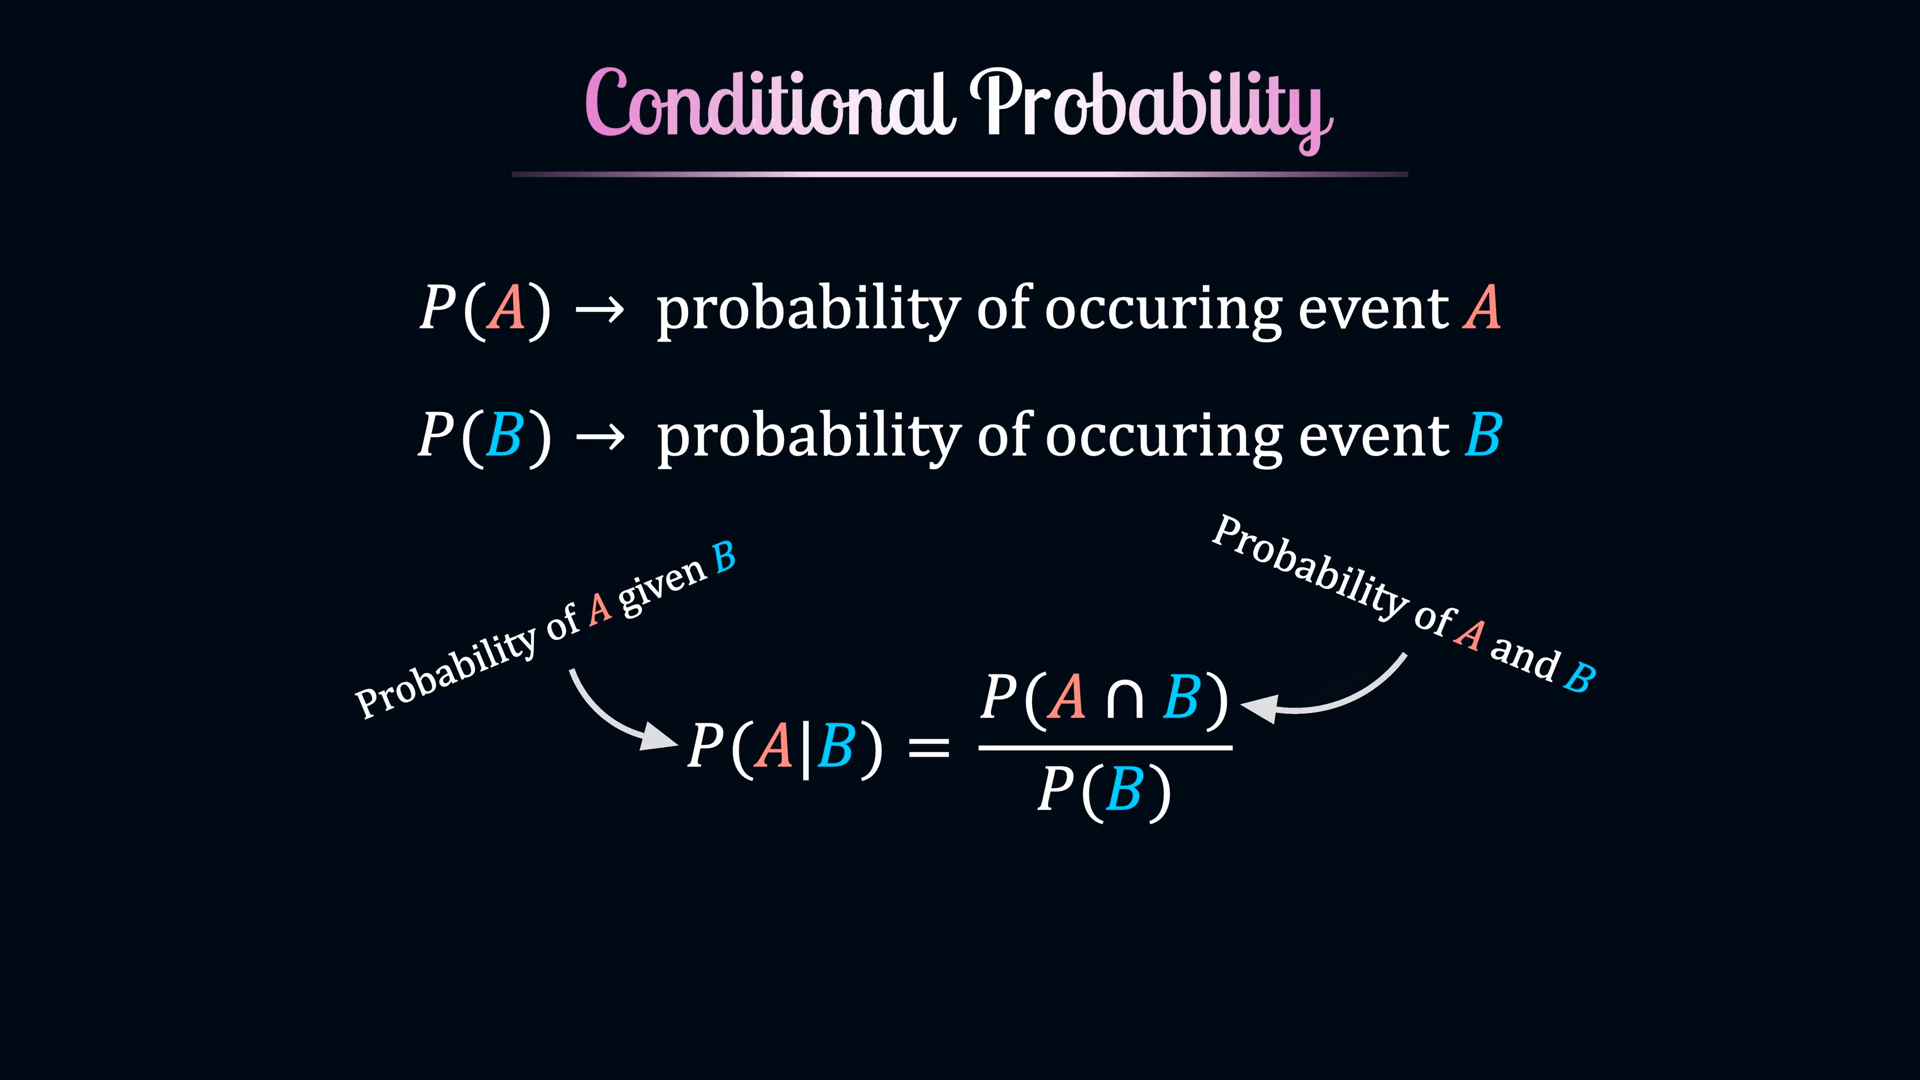 Conditional Probability
P(A) → probability of occuring event A
P(B) → probability of occuring event B
Probability of A given B
Probability of A and B
P(A|B) = P(A ∩ B)
P(B)